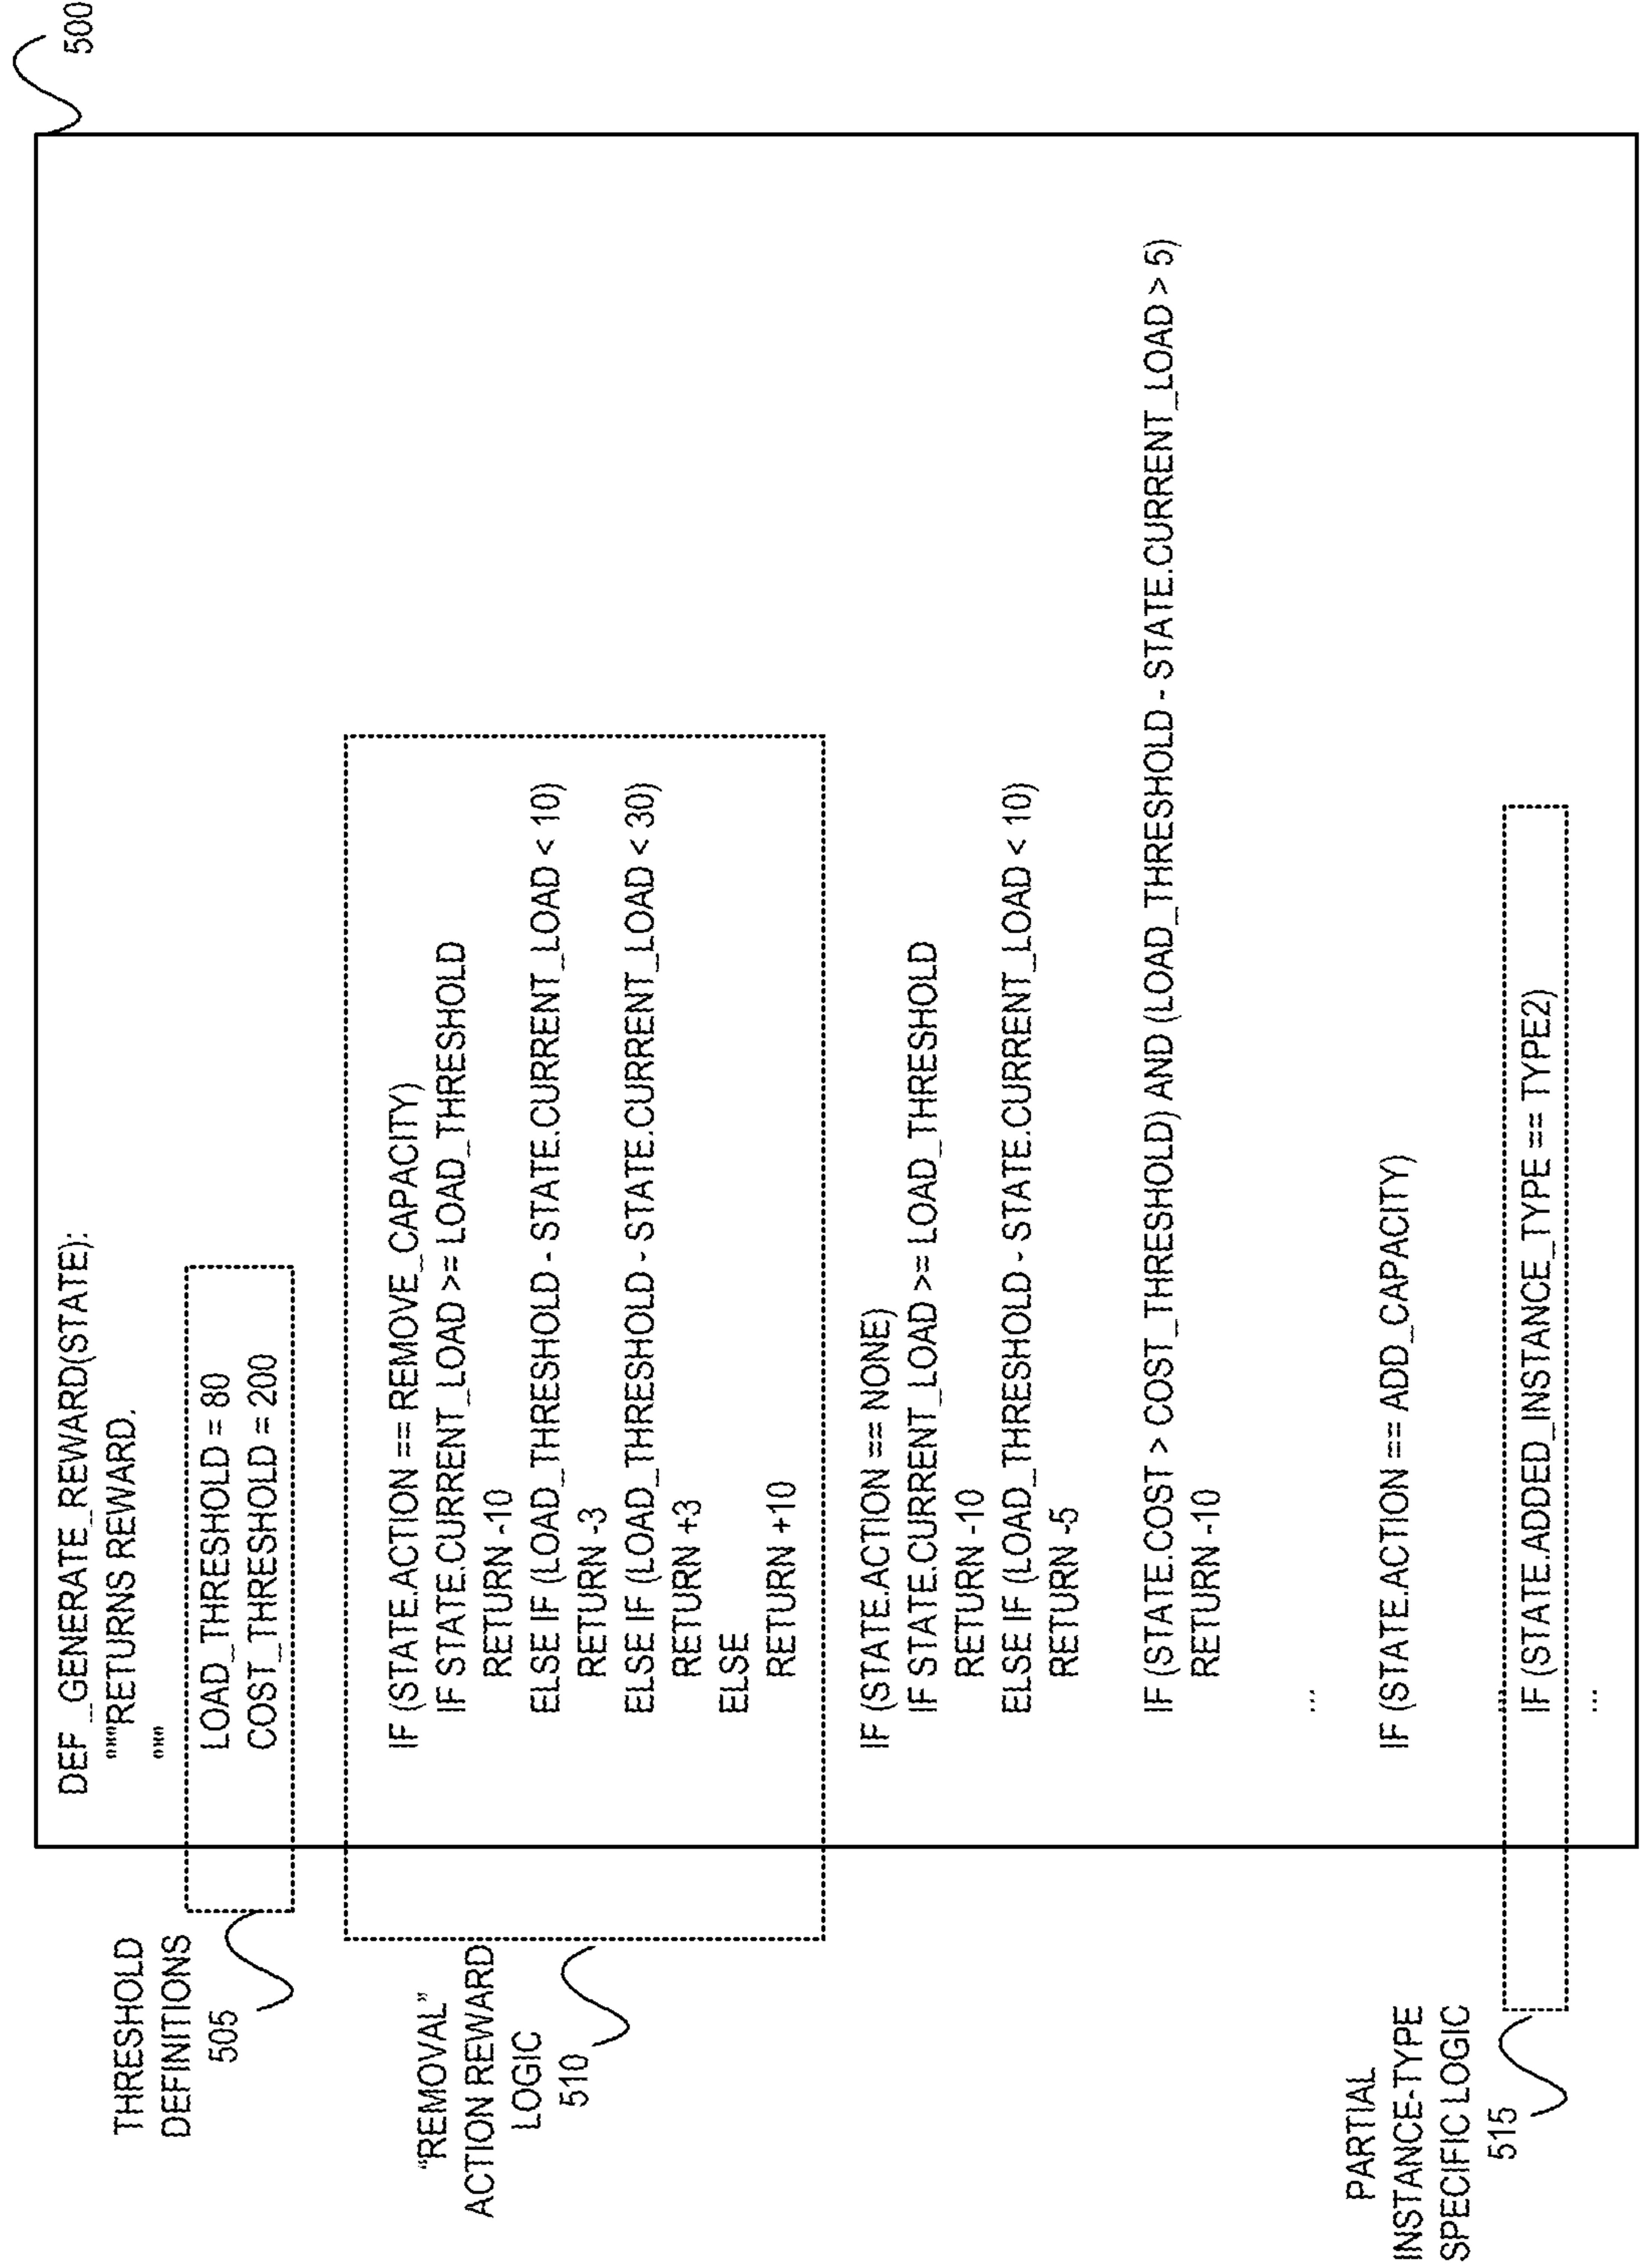 500
DEF _GENERATE_REWARD(STATE):
"""RETURNS REWARD.
"""
THRESHOLD
DEFINITIONS
505
LOAD_THRESHOLD = 80
COST_THRESHOLD = 200
"REMOVAL"
ACTION REWARD
LOGIC
510
IF (STATE.ACTION == REMOVE_CAPACITY)
IF STATE.CURRENT_LOAD >= LOAD_THRESHOLD
RETURN -10
ELSE IF (LOAD_THRESHOLD - STATE.CURRENT_LOAD < 10)
RETURN -3
ELSE IF (LOAD_THRESHOLD - STATE.CURRENT_LOAD < 30)
RETURN +3
ELSE
RETURN +10
IF (STATE.ACTION == NONE)
IF STATE.CURRENT_LOAD >= LOAD_THRESHOLD
RETURN -10
ELSE IF (LOAD_THRESHOLD - STATE.CURRENT_LOAD < 10)
RETURN -5
IF (STATE.COST > COST_THRESHOLD) AND (LOAD_THRESHOLD - STATE.CURRENT_LOAD > 5)
RETURN -10
...
IF (STATE.ACTION == ADD_CAPACITY)
...
PARTIAL
INSTANCE-TYPE
SPECIFIC LOGIC
515
IF (STATE.ADDED_INSTANCE_TYPE == TYPE2)
...